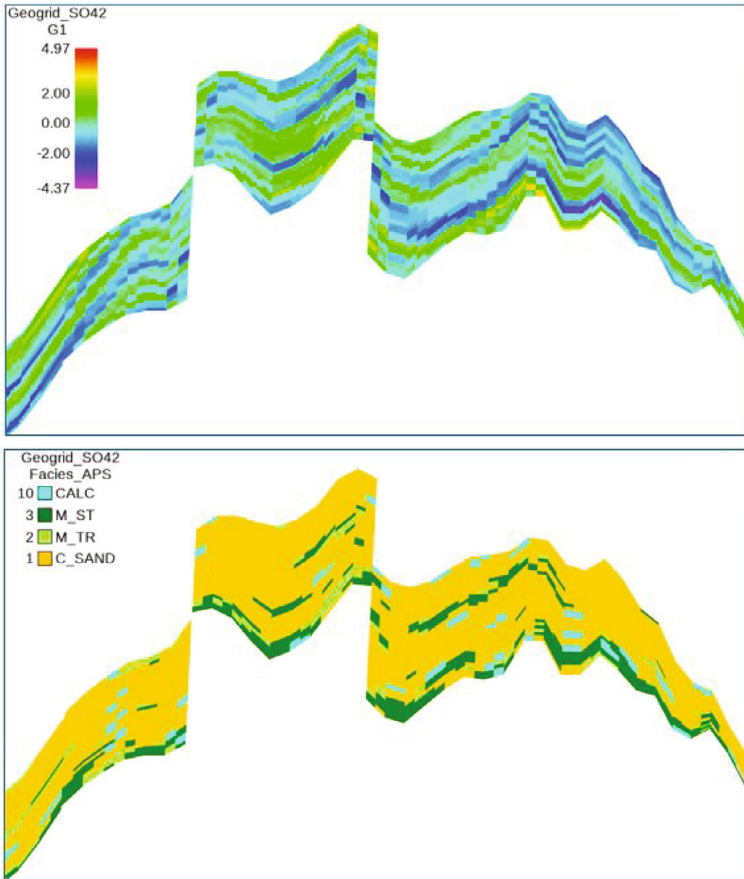 Geogrid_SO42
G1
4.97
2.00
0.00
-2.00
-4.37
Geogrid_SO42
Facies_APS
10 CALC
3 M_ST
2 M_TR
1 C_SAND